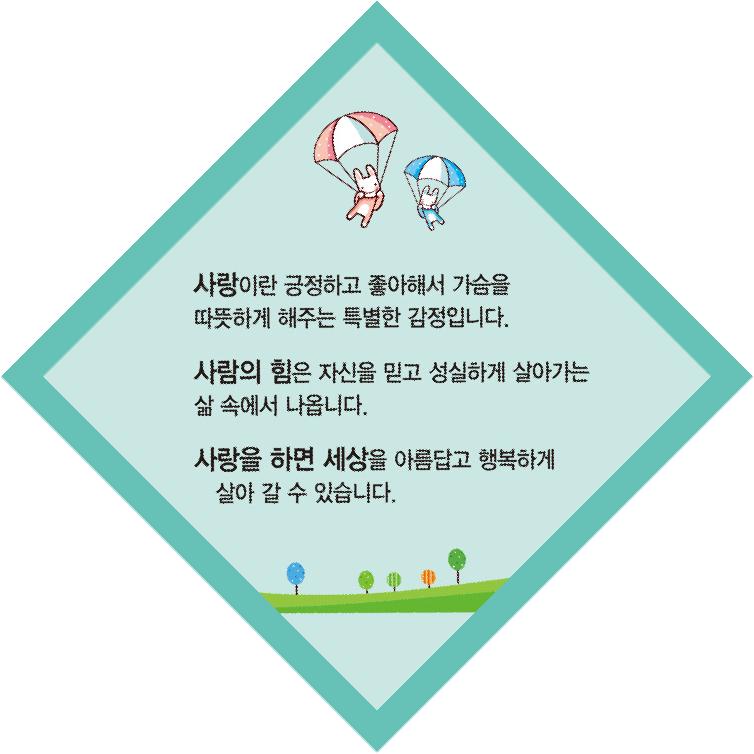 사랑이란 긍정하고 좋아해서 가슴을
따뜻하게 해주는 특별한 감정입니다.
사람의 힘은 자신을 믿고 성실하게 살아가는
삶 속에서 나옵니다.
사랑을 하면 세상을 아름답고 행복하게
살아 갈 수 있습니다.